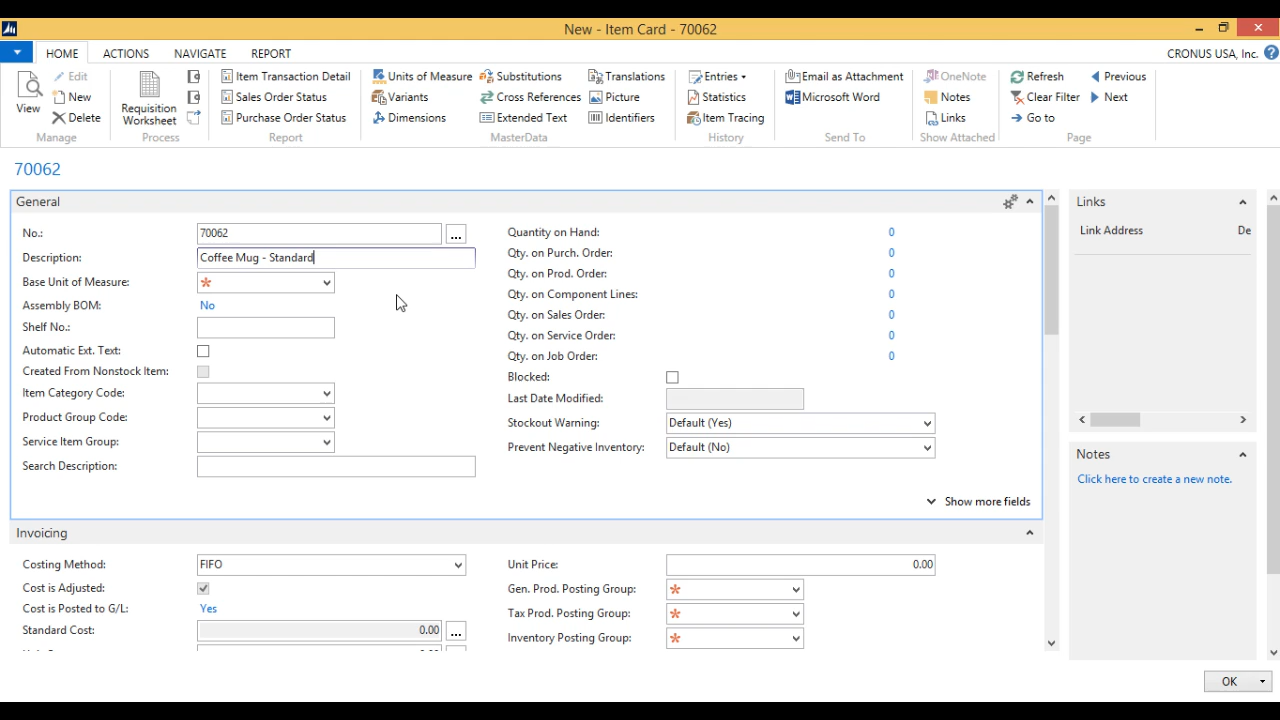 New - Item Card - 70062
HOME ACTIONS NAVIGATE REPORT CRONUS USA, Inc. ?
View
Edit
New
Delete
Manage
Requisition
Worksheet
Process
Item Transaction Detail
Sales Order Status
Purchase Order Status
Report
Units of Measure Substitutions Translations
Variants Cross References Picture
Dimensions Extended Text Identifiers
MasterData
Entries
Statistics
Item Tracing
History
Email as Attachment
Microsoft Word
Send To
OneNote
Notes
Links
Show Attached
Refresh Previous
Clear Filter Next
Go to
Page
70062
General
No.: 70062 ...
Description: Coffee Mug - Standard
Base Unit of Measure: *
Assembly BOM: No
Shelf No.:
Automatic Ext. Text:
Created From Nonstock Item:
Item Category Code:
Product Group Code:
Service Item Group:
Search Description:
Quantity on Hand: 0
Qty. on Purch. Order: 0
Qty. on Prod. Order: 0
Qty. on Component Lines: 0
Qty. on Sales Order: 0
Qty. on Service Order: 0
Qty. on Job Order: 0
Blocked:
Last Date Modified:
Stockout Warning: Default (Yes)
Prevent Negative Inventory: Default (No)
Show more fields
Invoicing
Costing Method: FIFO
Cost is Adjusted:
Cost is Posted to G/L: Yes
Standard Cost: 0.00 ...
Unit Price: 0.00
Gen. Prod. Posting Group: *
Tax Prod. Posting Group: *
Inventory Posting Group: *
Links
Link Address De
Notes
Click here to create a new note.
OK